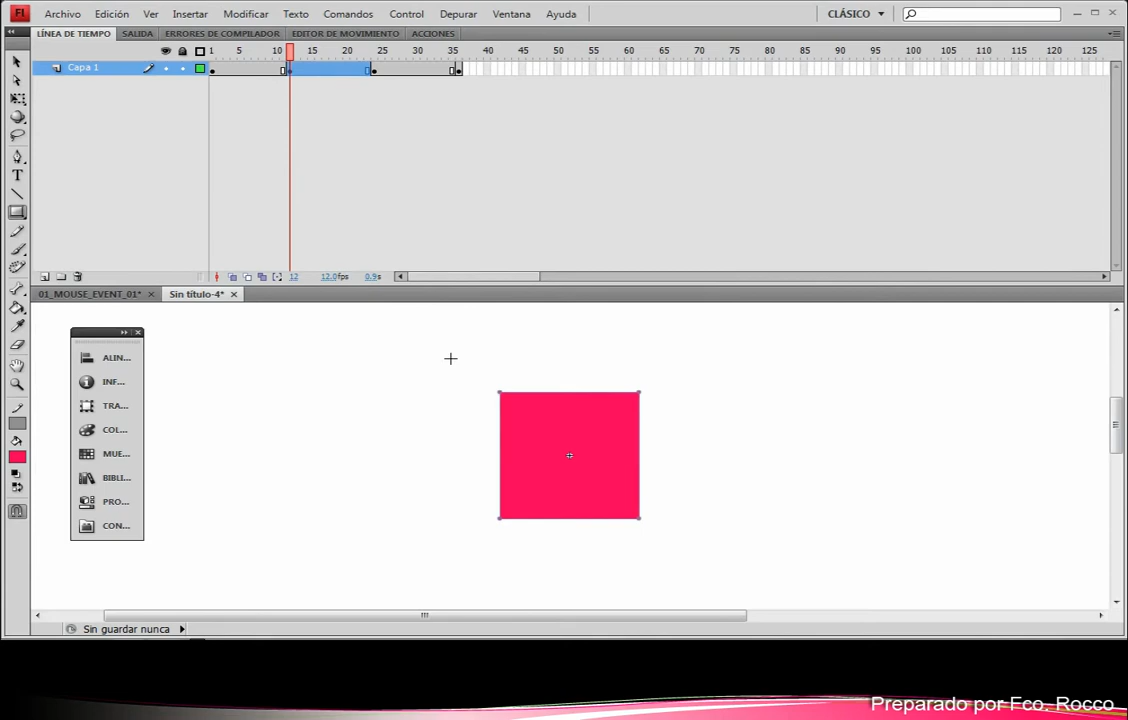 Fl Archivo Edición Ver Insertar Modificar Texto Comandos Control Depurar Ventana Ayuda CLÁSICO
LÍNEA DE TIEMPO SALIDA ERRORES DE COMPILADOR EDITOR DE MOVIMIENTO ACCIONES
1 5 10 15 20 25 30 35 40 45 50 55 60 65 70 75 80 85 90 95 100 105 110 115 120 125
Capa 1
12 12.0fps 0.9s
01_MOUSE_EVENT_01* Sin título-4*
ALIN...
INF...
TRA...
COL...
MUE...
BIBLI...
PRO...
CON...
T
Sin guardar nunca
Preparado por Fco. Rocco